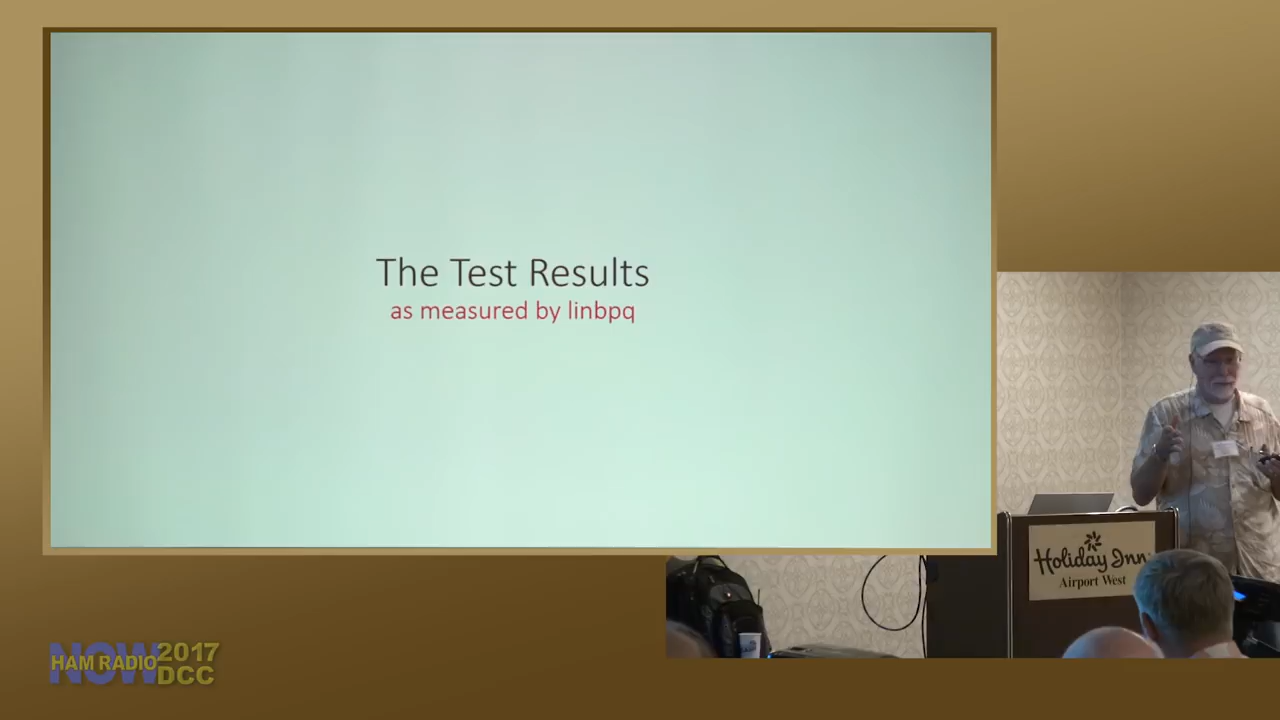 The Test Results
as measured by linbpq
Holiday Inn
Airport West
NOW
HAM RADIO
2017
DCC